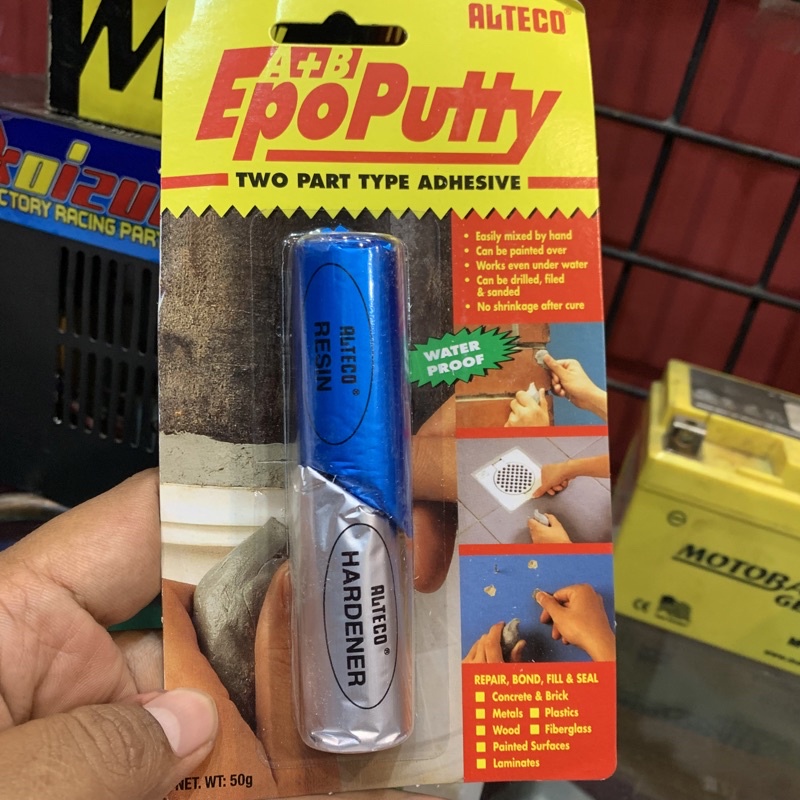 ALTECO®
A+B
EpoPutty
TWO PART TYPE ADHESIVE
• Easily mixed by hand
• Can be painted over
• Works even under water
• Can be drilled, filed
& sanded
• No shrinkage after cure
WATER
PROOF
ALTECO®
RESIN
ALTECO®
HARDENER
REPAIR, BOND, FILL & SEAL
Concrete & Brick
Metals
Plastics
Wood
Fiberglass
Painted Surfaces
Laminates
NET. WT: 50g
RACING
MOTOBA
CE